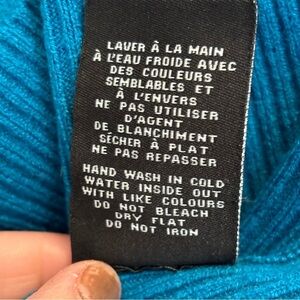 LAVER À LA MAIN
À L'EAU FROIDE AVEC
DES COULEURS
SEMBLABLES ET
À L'ENVERS
NE PAS UTILISER
D'AGENT
DE BLANCHIMENT
SÉCHER À PLAT
NE PAS REPASSER
HAND WASH IN COLD
WATER INSIDE OUT
WITH LIKE COLOURS
DO NOT BLEACH
DRY FLAT
DO NOT IRON